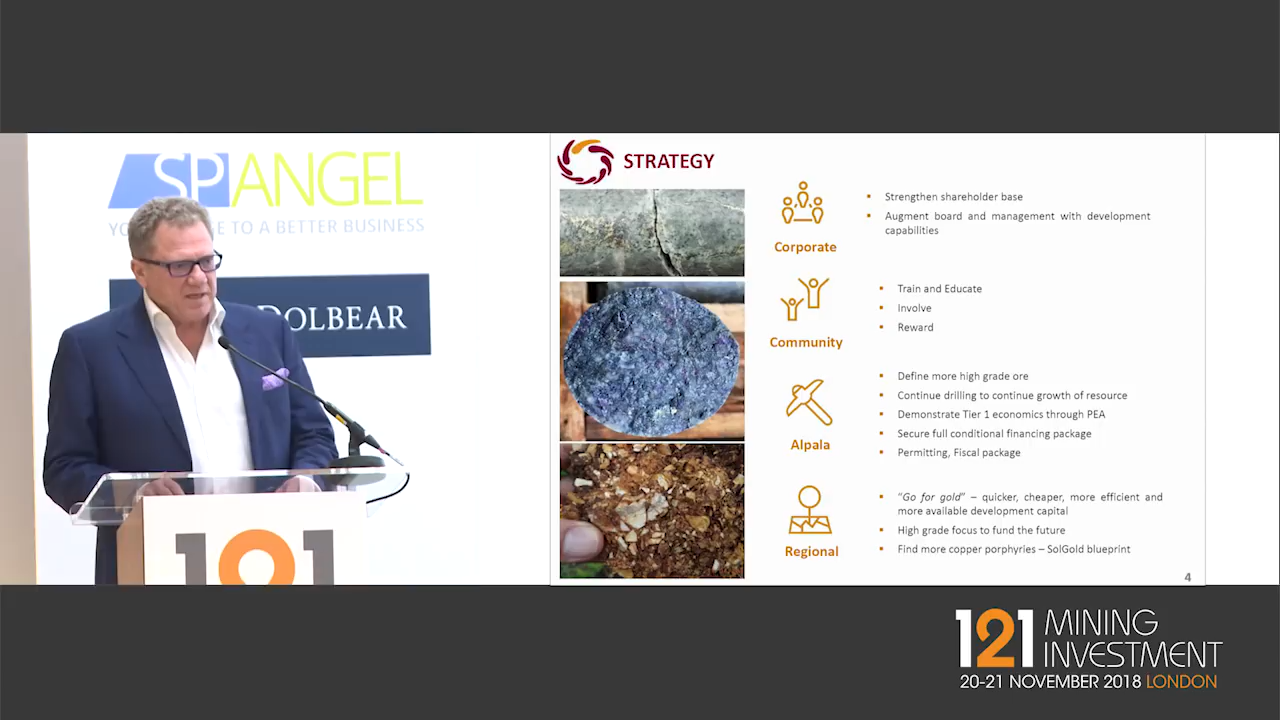 SP ANGEL
YO E TO A BETTER BUSINESS
DOLBEAR
121
STRATEGY
Corporate
▪ Strengthen shareholder base
▪ Augment board and management with development
capabilities
Community
▪ Train and Educate
▪ Involve
▪ Reward
Alpala
▪ Define more high grade ore
▪ Continue drilling to continue growth of resource
▪ Demonstrate Tier 1 economics through PEA
▪ Secure full conditional financing package
▪ Permitting, Fiscal package
Regional
▪ “Go for gold” – quicker, cheaper, more efficient and
more available development capital
▪ High grade focus to fund the future
▪ Find more copper porphyries – SolGold blueprint
4
121 MINING
INVESTMENT
20-21 NOVEMBER 2018 LONDON